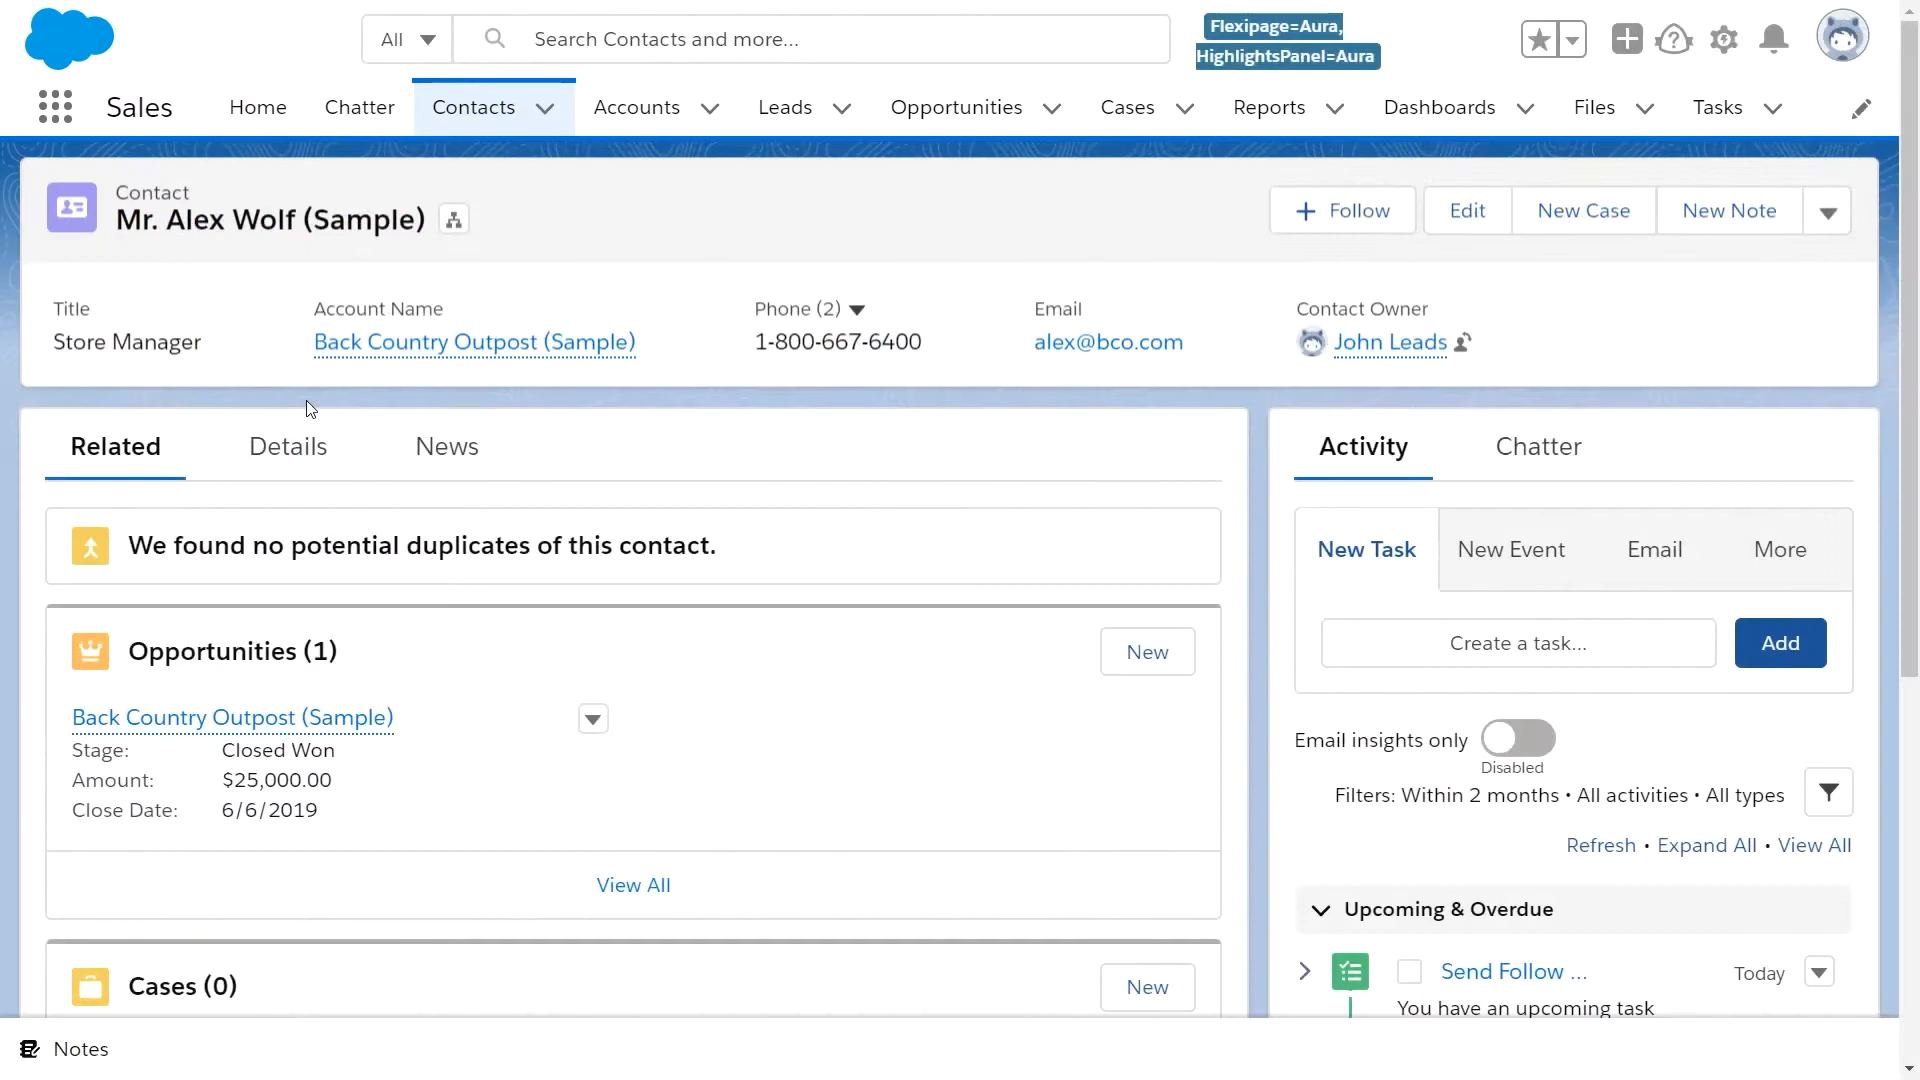 All
Search Contacts and more...
Flexipage=Aura,
HighlightsPanel=Aura
Sales
Home
Chatter
Contacts
Accounts
Leads
Opportunities
Cases
Reports
Dashboards
Files
Tasks
Contact
Mr. Alex Wolf (Sample)
Follow
Edit
New Case
New Note
Title
Store Manager
Account Name
Back Country Outpost (Sample)
Phone (2)
1-800-667-6400
Email
alex@bco.com
Contact Owner
John Leads
Related
Details
News
We found no potential duplicates of this contact.
Opportunities (1)
New
Back Country Outpost (Sample)
Stage: Closed Won
Amount: $25,000.00
Close Date: 6/6/2019
View All
Cases (0)
New
Activity
Chatter
New Task
New Event
Email
More
Create a task...
Add
Email insights only
Disabled
Filters: Within 2 months • All activities • All types
Refresh • Expand All • View All
Upcoming & Overdue
Send Follow ...
Today
You have an upcoming task
Notes